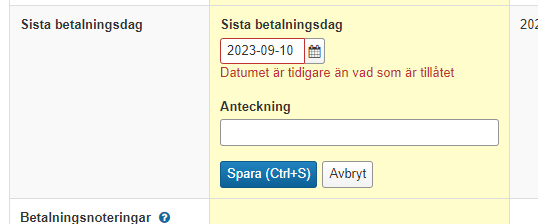 Sista betalningsdag
Sista betalningsdag
202
2023-09-10
Datumet är tidigare än vad som är tillåtet
Anteckning
Spara (Ctrl+S) Avbryt
Betalningsnoteringar ?